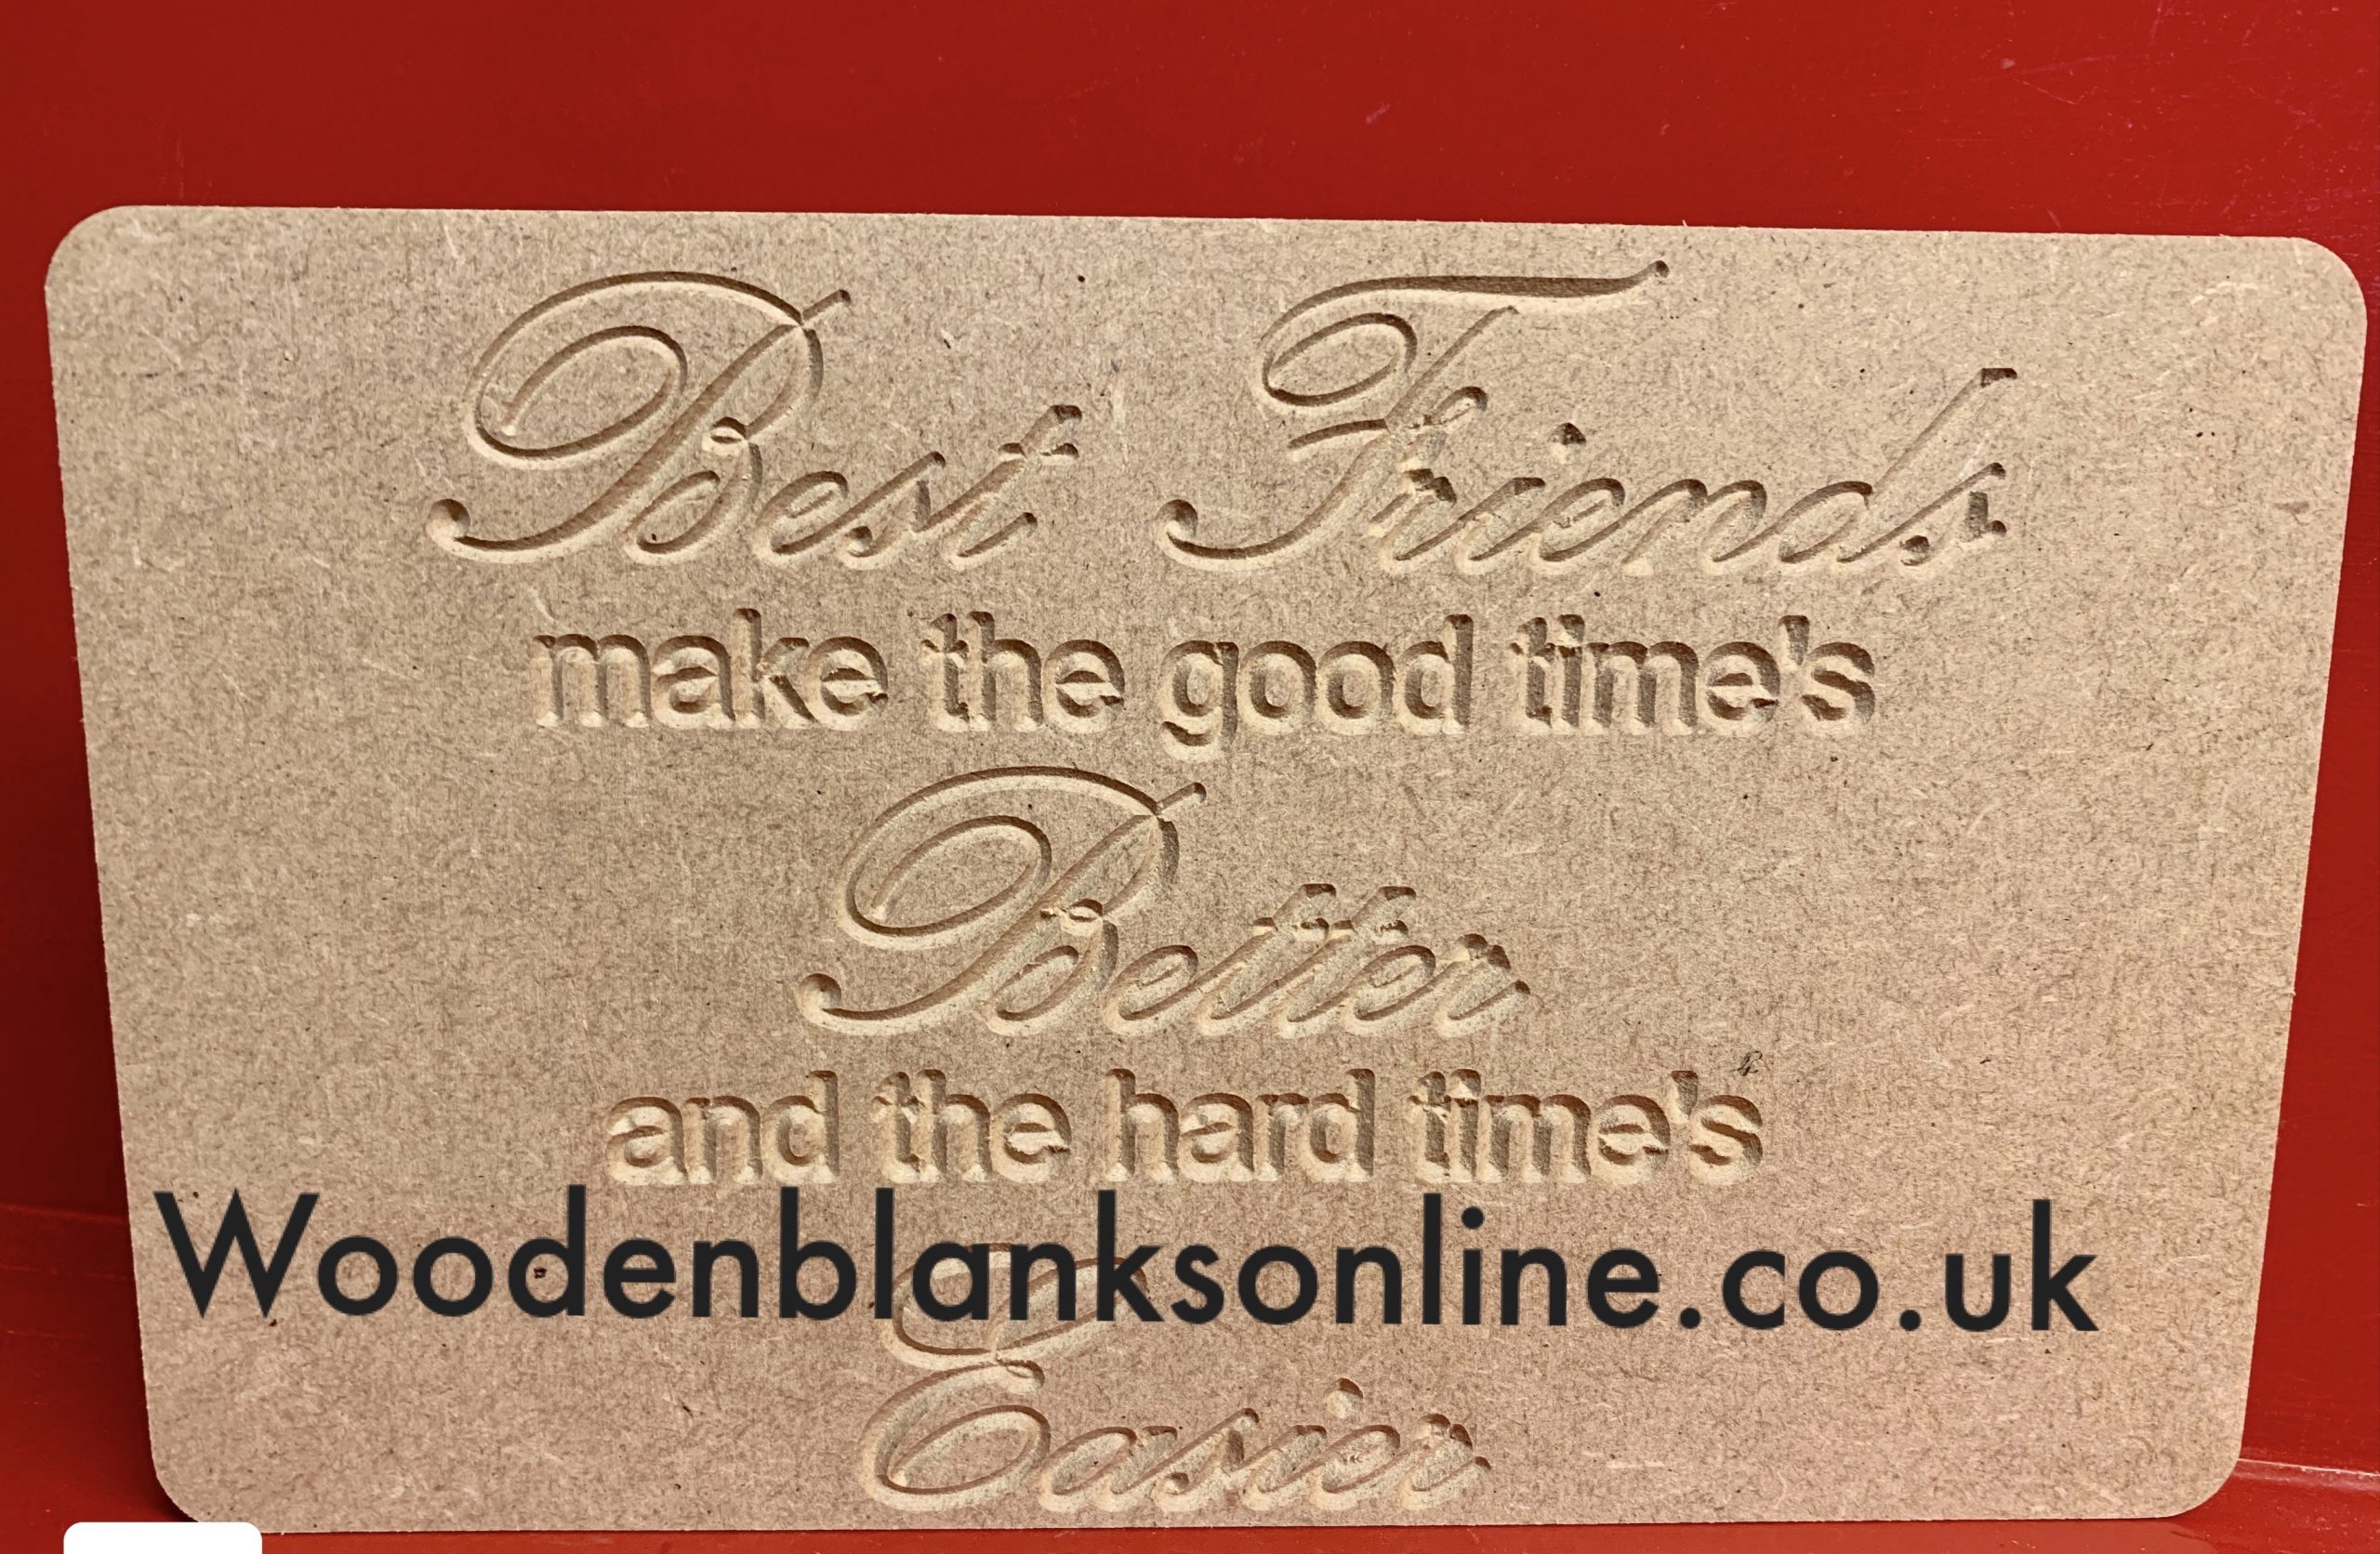 Best Friends
make the good time's
Better
and the hard time's
Woodenblanksonline.co.uk
Easier